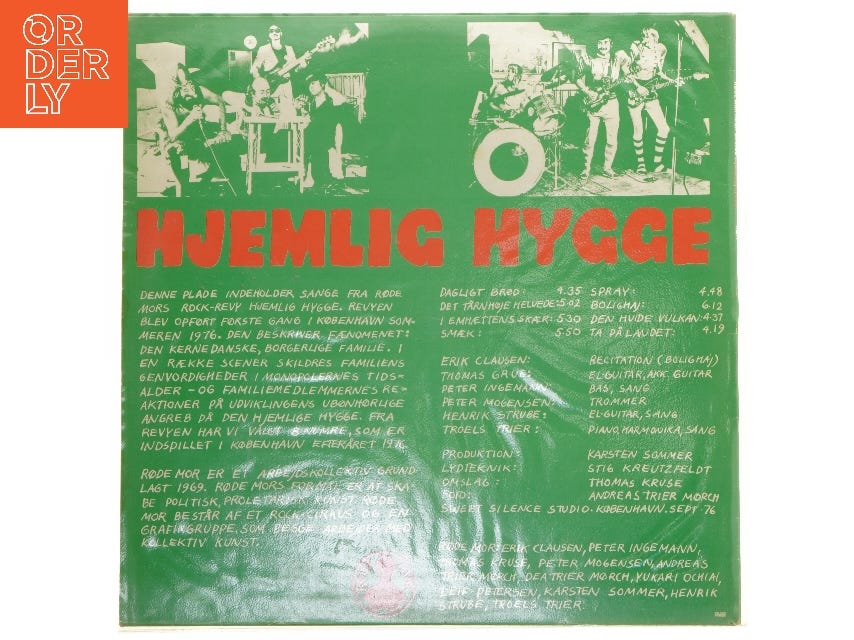 OR
DER
LY
HJEMLIG HYGGE
DENNE PLADE INDEHOLDER SANGE FRA RØDE
MORS ROCK-REVY HJEMLIG HYGGE. REVYEN
BLEV OPFØRT FØRSTE GANG I KØBENHAVN SOM-
MEREN 1976. DEN BESKRIVER FÆNOMENET:
DEN KERNEDANSKE, BORGERLIGE FAMILIE. I
EN RÆKKE SCENER SKILDRES FAMILIENS
GENVORDIGHEDER I MONOPOLERNES TIDS-
ALDER - OG FAMILIEMEDLEMMERNES RE-
AKTIONER PÅ UDVIKLINGENS UBØNHØRLIGE
ANGREB PÅ DEN HJEMLIGE HYGGE. FRA
REVYEN HAR VI VALGT 8 NUMRE, SOM ER
INDSPILLET I KØBENHAVN EFTERÅRET 1976.
RØDE MOR ER ET ARBEJDSKOLLEKTIV GRUND
LAGT 1969. RØDE MORS FORMÅL ER AT SKA-
BE POLITISK, PROLETARISK KUNST. RØDE
MOR BESTÅR AF ET ROCKCIRKUS OG EN
GRAFIKGRUPPE, SOM BEGGE ARBEJDER MED
KOLLEKTIV KUNST.
DAGLIGT BRØD: 4.35
DET TÅRNHØJE HELVEDE: 5.02
I EMHÆTTENS SKÆR: 5.30
SMÆK: 5.50
SPRAY: 4.48
BOLIGHAJ: 6.12
DEN HVIDE VULKAN: 4.37
TA PÅ LANDET: 4.19
ERIK CLAUSEN: RECITATION (BOLIGHAJ)
THOMAS GRUE: EL-GUITAR, AKK. GUITAR
PETER INGEMANN: BAS, SANG
PETER MOGENSEN: TROMMER
HENRIK STRUBE: EL-GUITAR, SANG
TROELS TRIER: PIANO, HARMONIKA, SANG
PRODUKTION: KARSTEN SOMMER
LYDTEKNIK: STIG KREUTZFELDT
OMSLAG: THOMAS KRUSE
FOTO: ANDREAS TRIER MØRCH
SWEET SILENCE STUDIO. KØBENHAVN. SEPT 76
RØDE MOR: ERIK CLAUSEN, PETER INGEMANN,
THOMAS KRUSE, PETER MOGENSEN, ANDREAS
TRIER MØRCH, DEA TRIER MØRCH, YUKARI OCHIAI,
LEIF PETERSEN, KARSTEN SOMMER, HENRIK
STRUBE, TROELS TRIER.